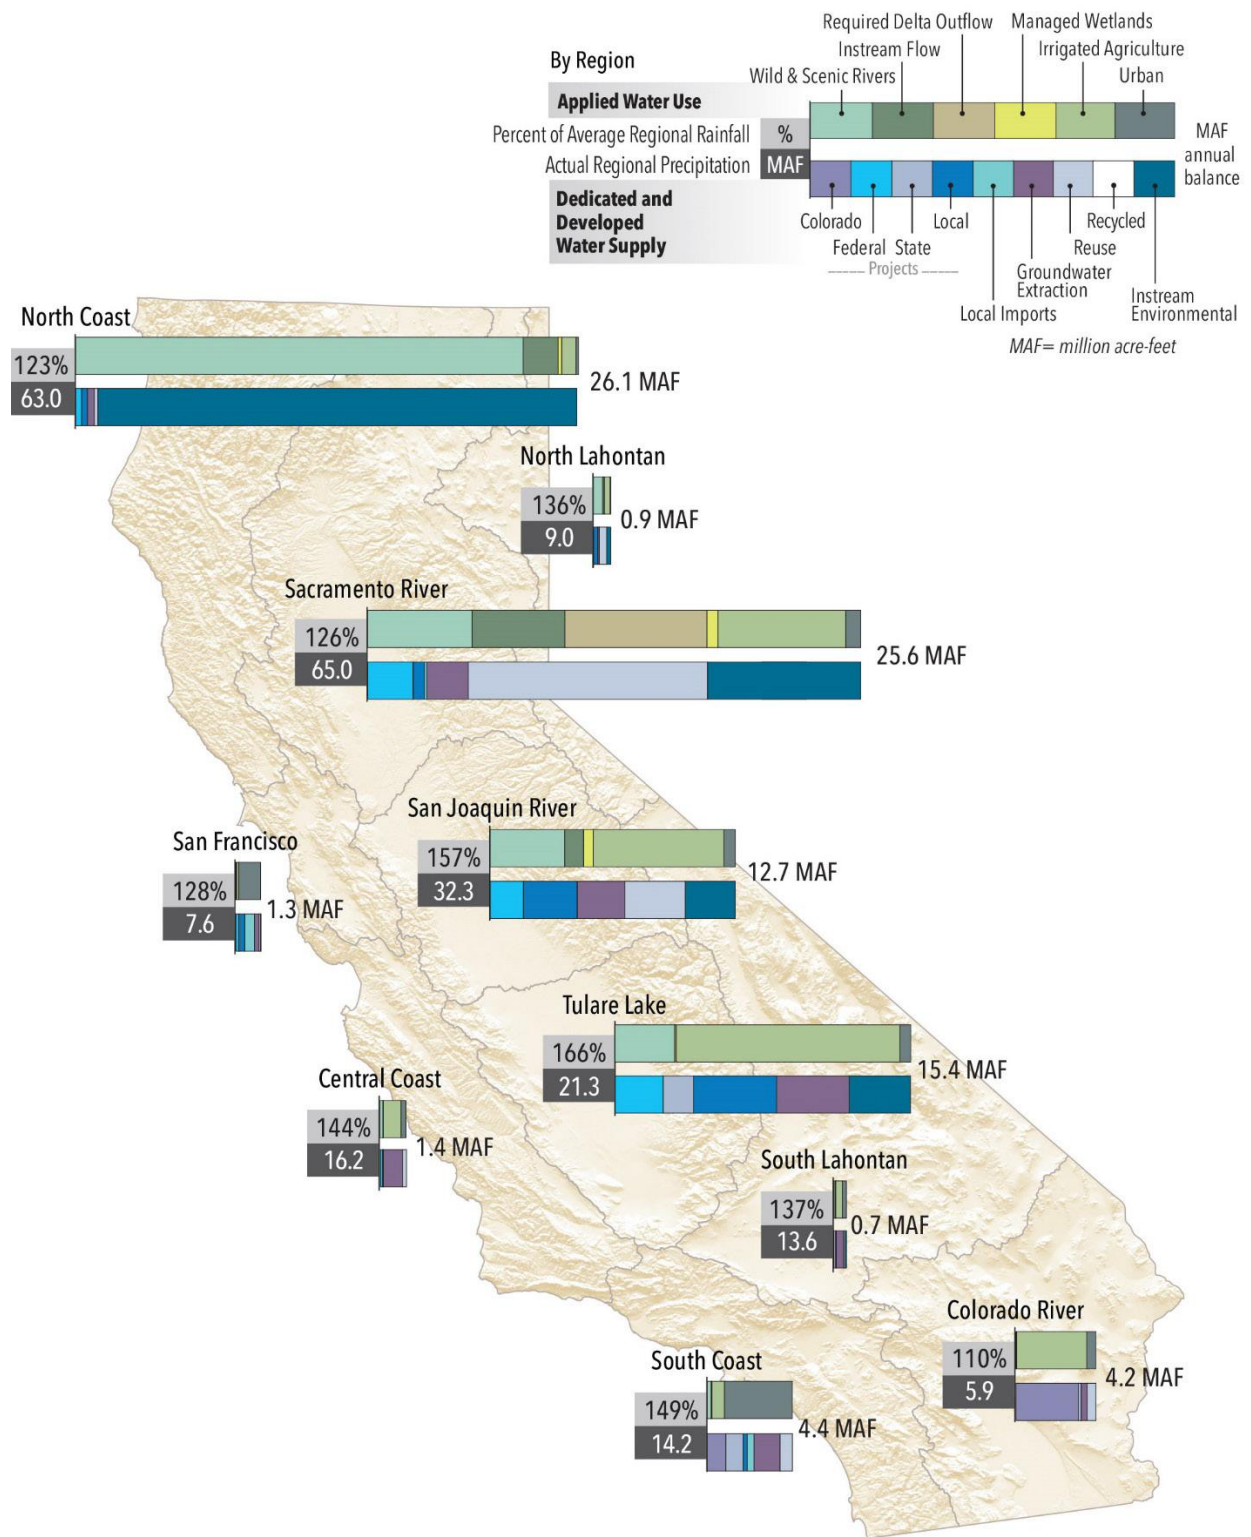 By Region
Required Delta Outflow
Managed Wetlands
Instream Flow
Irrigated Agriculture
Wild & Scenic Rivers
Urban
Applied Water Use
Percent of Average Regional Rainfall
%
Actual Regional Precipitation
MAF
MAF
annual
balance
Dedicated and
Developed
Water Supply
Colorado
Local
Recycled
Federal
State
Reuse
Projects
Groundwater
Extraction
Instream
Environmental
Local Imports
MAF= million acre-feet
North Coast
123%
63.0
26.1 MAF
North Lahontan
136%
9.0
0.9 MAF
Sacramento River
126%
65.0
25.6 MAF
San Joaquin River
157%
32.3
12.7 MAF
San Francisco
128%
7.6
1.3 MAF
Tulare Lake
166%
21.3
15.4 MAF
Central Coast
144%
16.2
1.4 MAF
South Lahontan
137%
13.6
0.7 MAF
Colorado River
110%
5.9
4.2 MAF
South Coast
149%
14.2
4.4 MAF